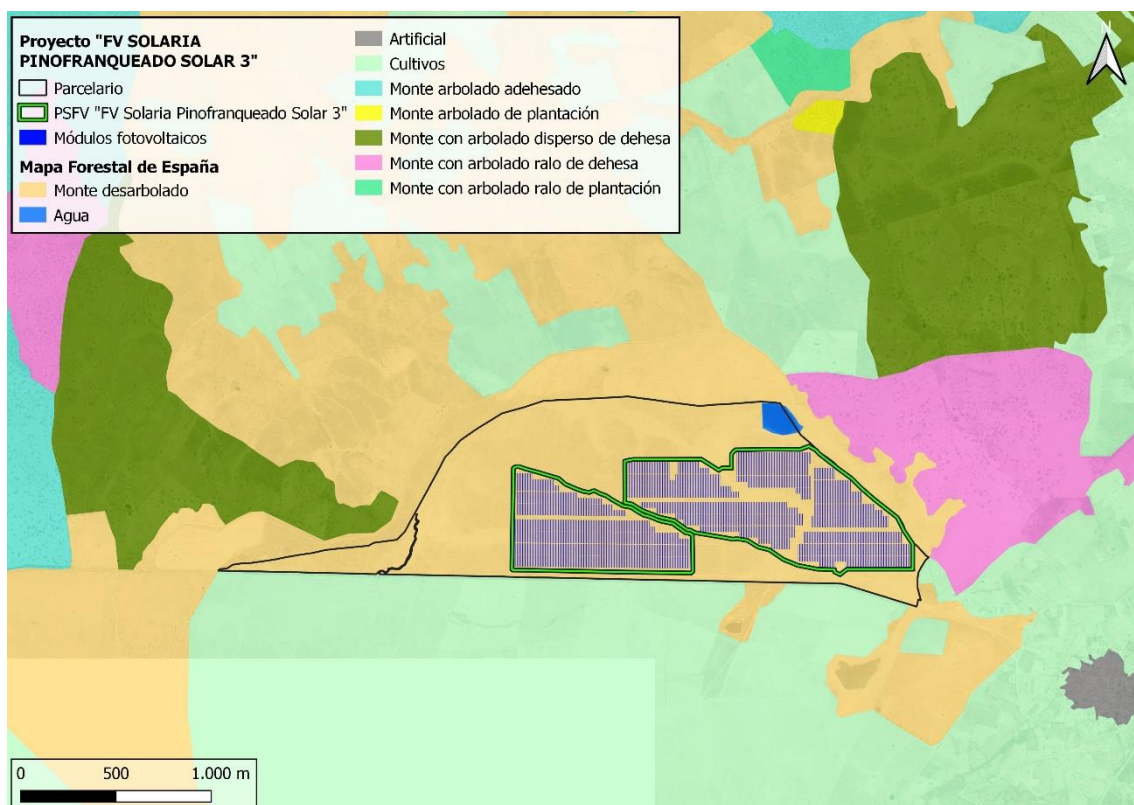 Proyecto "FV SOLARIA
PINOFRANQUEADO SOLAR 3"
Parcelario
PSFV "FV Solaria Pinofranqueado Solar 3"
Módulos fotovoltaicos
Mapa Forestal de España
Monte desarbolado
Agua
Artificial
Cultivos
Monte arbolado adehesado
Monte arbolado de plantación
Monte con arbolado disperso de dehesa
Monte con arbolado ralo de dehesa
Monte con arbolado ralo de plantación
N
0 500 1.000 m